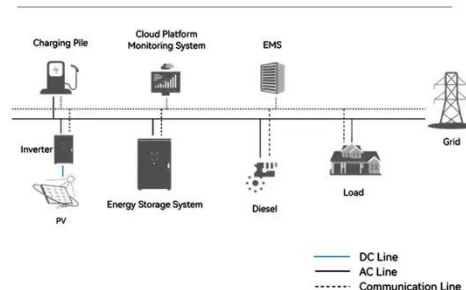 Charging Pile
Cloud Platform
Monitoring System
EMS
Inverter
Grid
PV
Energy Storage System
Diesel
Load
DC Line
AC Line
Communication Line